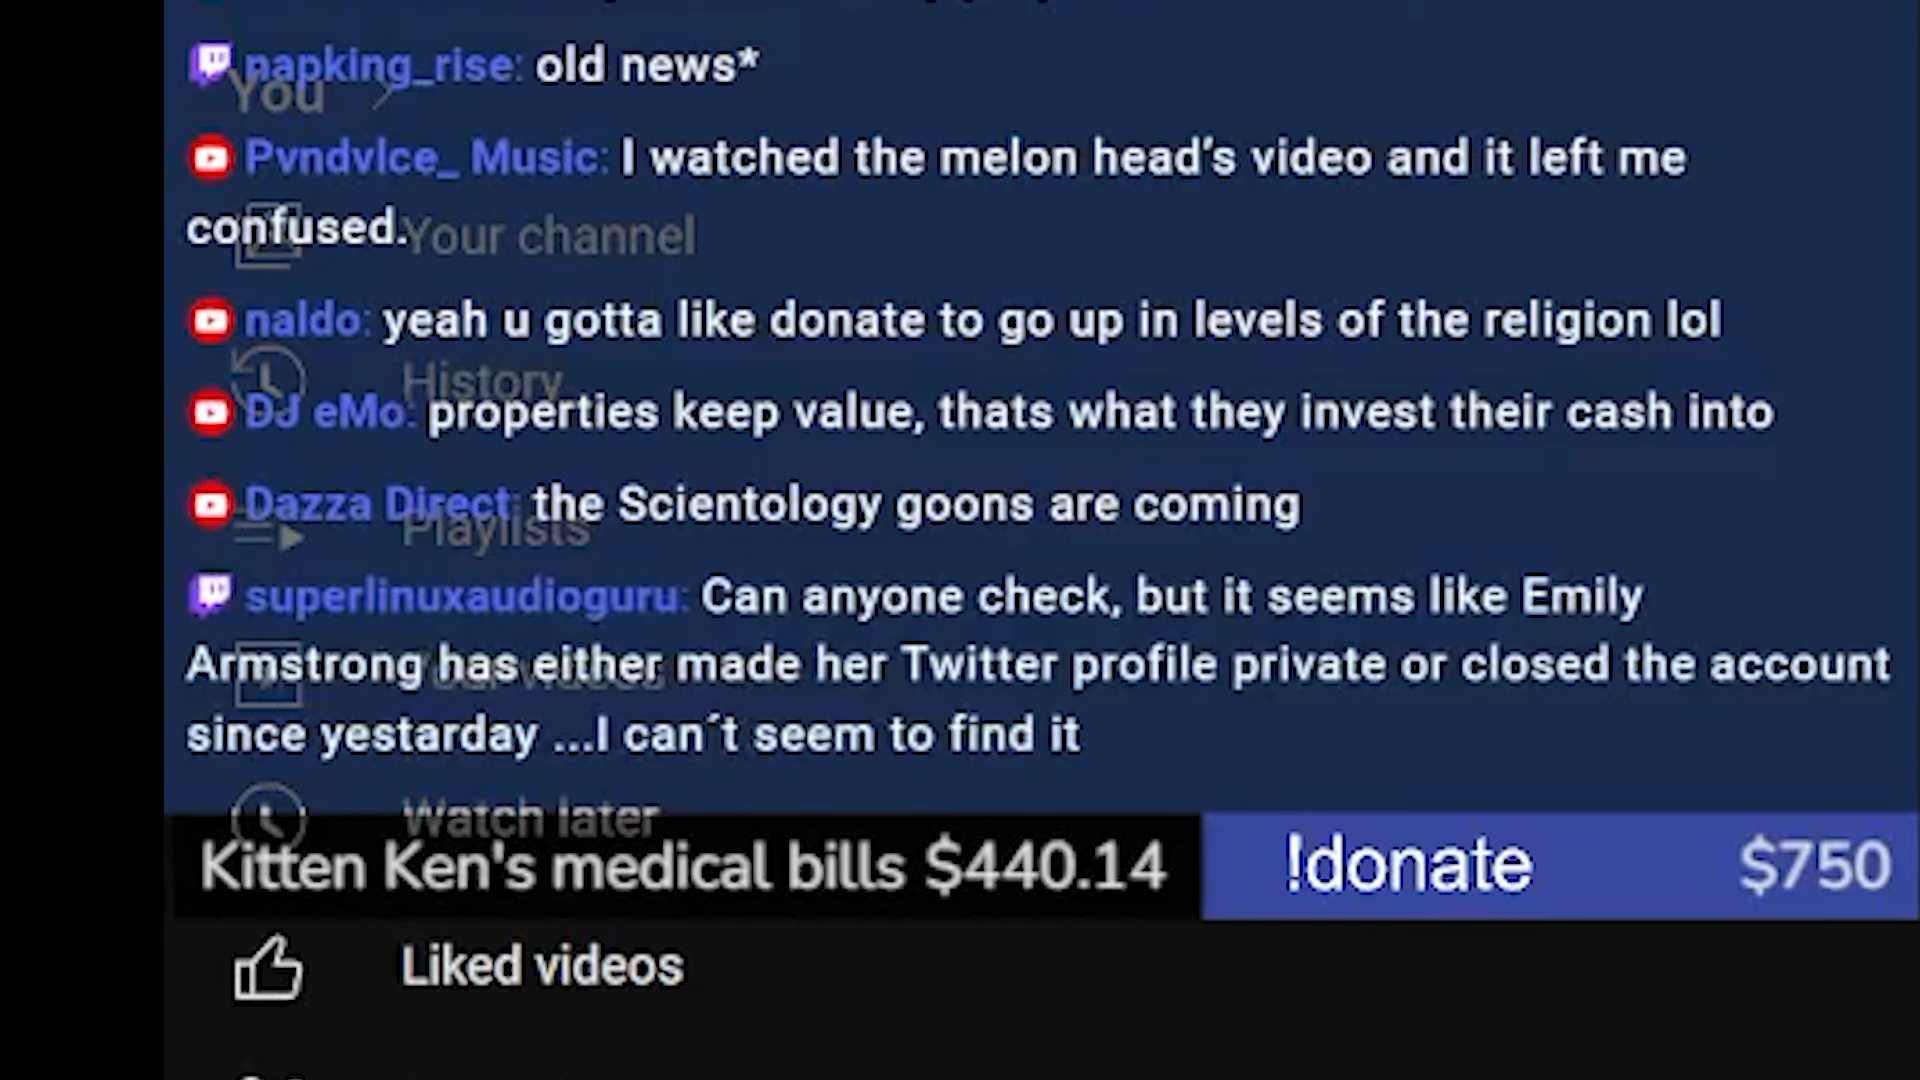 napking_rise: old news*
You
Pvndvlce_ Music: I watched the melon head's video and it left me
confused.
Your channel
naldo: yeah u gotta like donate to go up in levels of the religion lol
History
DJ eMo: properties keep value, thats what they invest their cash into
Dazza Direct: the Scientology goons are coming
Playlists
superlinuxaudioguru: Can anyone check, but it seems like Emily
Armstrong has either made her Twitter profile private or closed the account
Your videos
since yestarday ...I can´t seem to find it
Watch later
Kitten Ken's medical bills $440.14 !donate $750
Liked videos